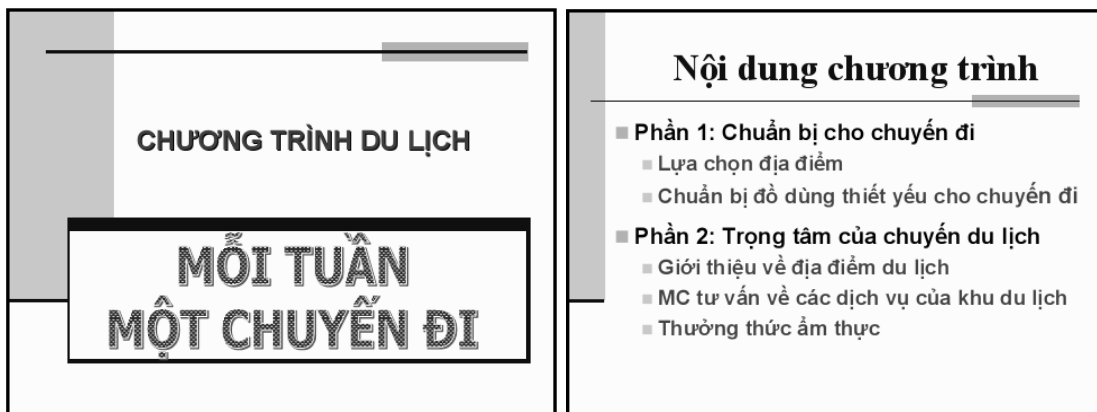 CHƯƠNG TRÌNH DU LỊCH
MỖI TUẦN
MỘT CHUYẾN ĐI
Nội dung chương trình
Phần 1: Chuẩn bị cho chuyến đi
Lựa chọn địa điểm
Chuẩn bị đồ dùng thiết yếu cho chuyến đi
Phần 2: Trọng tâm của chuyến du lịch
Giới thiệu về địa điểm du lịch
MC tư vấn về các dịch vụ của khu du lịch
Thưởng thức ẩm thực